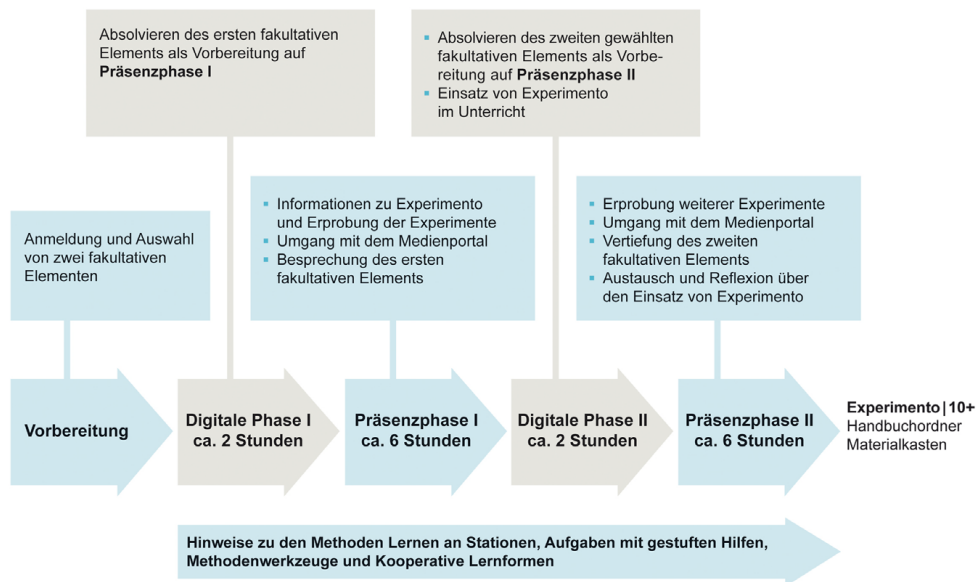 Absolvieren des ersten fakultativen
Elements als Vorbereitung auf
Präsenzphase I
▪ Absolvieren des zweiten gewählten
fakultativen Elements als Vorbe-
reitung auf Präsenzphase II
▪ Einsatz von Experimento
im Unterricht
Anmeldung und Auswahl
von zwei fakultativen
Elementen
▪ Informationen zu Experimento
und Erprobung der Experimente
▪ Umgang mit dem Medienportal
▪ Besprechung des ersten
fakultativen Elements
▪ Erprobung weiterer Experimente
▪ Umgang mit dem Medienportal
▪ Vertiefung des zweiten
fakultativen Elements
▪ Austausch und Reflexion über
den Einsatz von Experimento
Vorbereitung
Digitale Phase I
ca. 2 Stunden
Präsenzphase I
ca. 6 Stunden
Digitale Phase II
ca. 2 Stunden
Präsenzphase II
ca. 6 Stunden
Experimento|10+
Handbuchordner
Materialkasten
Hinweise zu den Methoden Lernen an Stationen, Aufgaben mit gestuften Hilfen,
Methodenwerkzeuge und Kooperative Lernformen